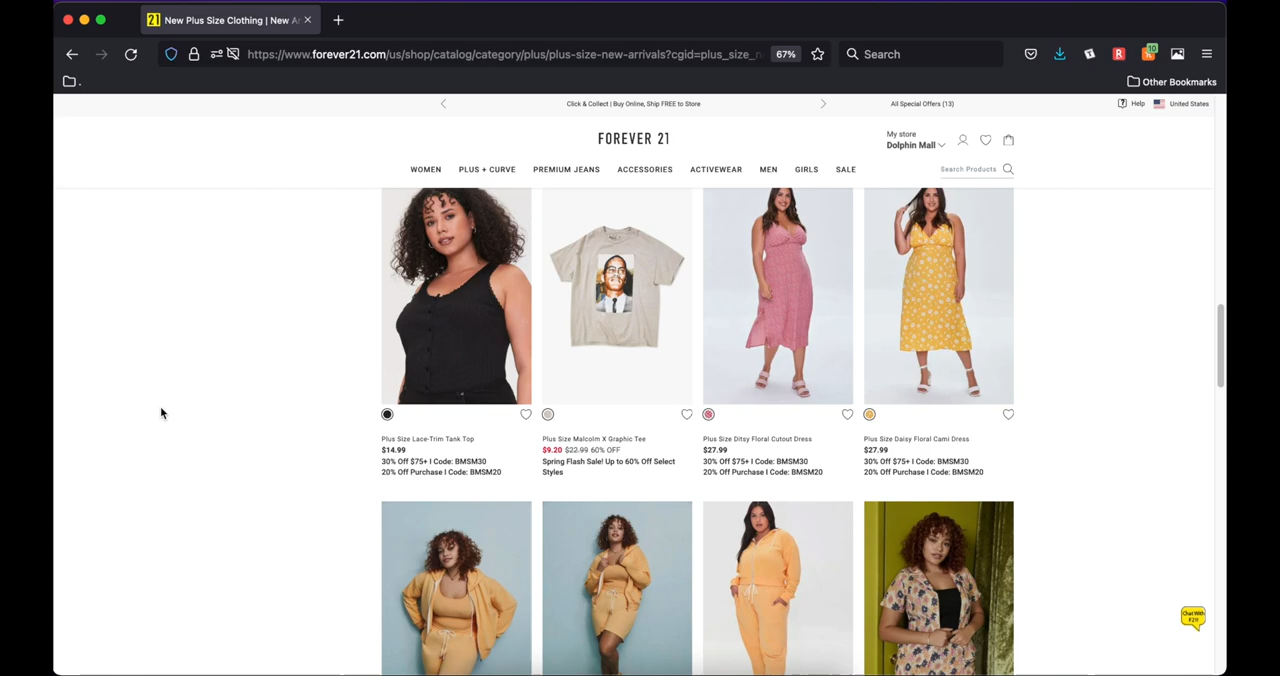 21 New Plus Size Clothing | New Ar
https://www.forever21.com/us/shop/catalog/category/plus/plus-size-new-arrivals?cgid=plus_size_n
67%
Search
10
Other Bookmarks
Click & Collect | Buy Online, Ship FREE to Store
All Special Offers (13)
Help
United States
FOREVER 21
My store
Dolphin Mall
WOMEN PLUS + CURVE PREMIUM JEANS ACCESSORIES ACTIVEWEAR MEN GIRLS SALE
Search Products
Plus Size Lace-Trim Tank Top
$14.99
30% Off $75+ I Code: BMSM30
20% Off Purchase I Code: BMSM20
Plus Size Malcolm X Graphic Tee
$9.20 $22.99 60% OFF
Spring Flash Sale! Up to 60% Off Select
Styles
Plus Size Ditsy Floral Cutout Dress
$27.99
30% Off $75+ I Code: BMSM30
20% Off Purchase I Code: BMSM20
Plus Size Daisy Floral Cami Dress
$27.99
30% Off $75+ I Code: BMSM30
20% Off Purchase I Code: BMSM20
Chat With
F21!